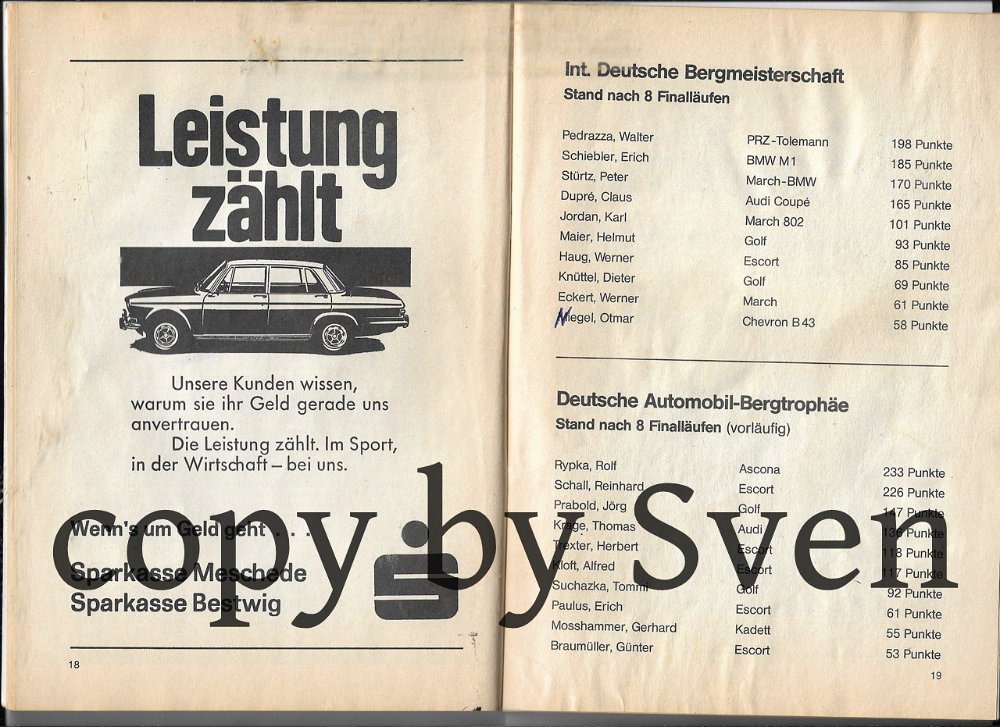 Leistung
zählt
Unsere Kunden wissen,
warum sie ihr Geld gerade uns
anvertrauen.
Die Leistung zählt. Im Sport,
in der Wirtschaft – bei uns.
Wenn's um Geld geht . . .
Sparkasse Meschede
Sparkasse Bestwig
18
Int. Deutsche Bergmeisterschaft
Stand nach 8 Finalläufen
Pedrazza, Walter PRZ-Tolemann 198 Punkte
Schiebler, Erich BMW M1 185 Punkte
Stürtz, Peter March-BMW 170 Punkte
Dupré, Claus Audi Coupé 165 Punkte
Jordan, Karl March 802 101 Punkte
Maier, Helmut Golf 93 Punkte
Haug, Werner Escort 85 Punkte
Knüttel, Dieter Golf 69 Punkte
Eckert, Werner March 61 Punkte
Niegel, Otmar Chevron B 43 58 Punkte
Deutsche Automobil-Bergtrophäe
Stand nach 8 Finalläufen (vorläufig)
Rypka, Rolf Ascona 233 Punkte
Schall, Reinhard Escort 226 Punkte
Prabold, Jörg Golf 147 Punkte
Krage, Thomas Audi Punkte
Trexter, Herbert Escort 118 Punkte
Kloft, Alfred Escort 117 Punkte
Suchazka, Tommi Golf 92 Punkte
Paulus, Erich Escort 61 Punkte
Mosshammer, Gerhard Kadett 55 Punkte
Braumüller, Günter Escort 53 Punkte
19
copy by Sven